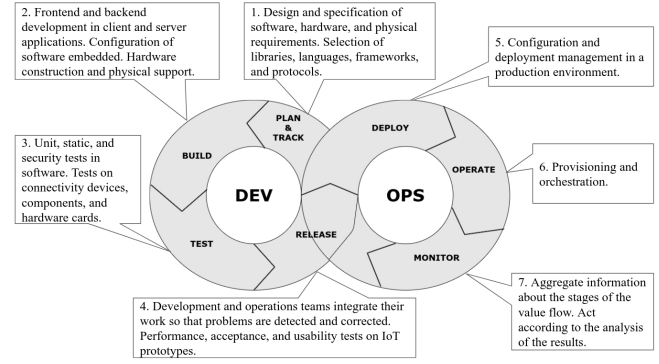 2. Frontend and backend
development in client and server
applications. Configuration of
software embedded. Hardware
construction and physical support.
1. Design and specification of
software, hardware, and physical
requirements. Selection of
libraries, languages, frameworks,
and protocols.
5. Configuration and
deployment management in a
production environment.
3. Unit, static, and
security tests in
software. Tests on
connectivity devices,
components, and
hardware cards.
PLAN
&
TRACK
BUILD
DEV
TEST
RELEASE
DEPLOY
OPS
OPERATE
MONITOR
6. Provisioning and
orchestration.
4. Development and operations teams integrate their
work so that problems are detected and corrected.
Performance, acceptance, and usability tests on IoT
prototypes.
7. Aggregate information
about the stages of the
value flow. Act
according to the analysis
of the results.